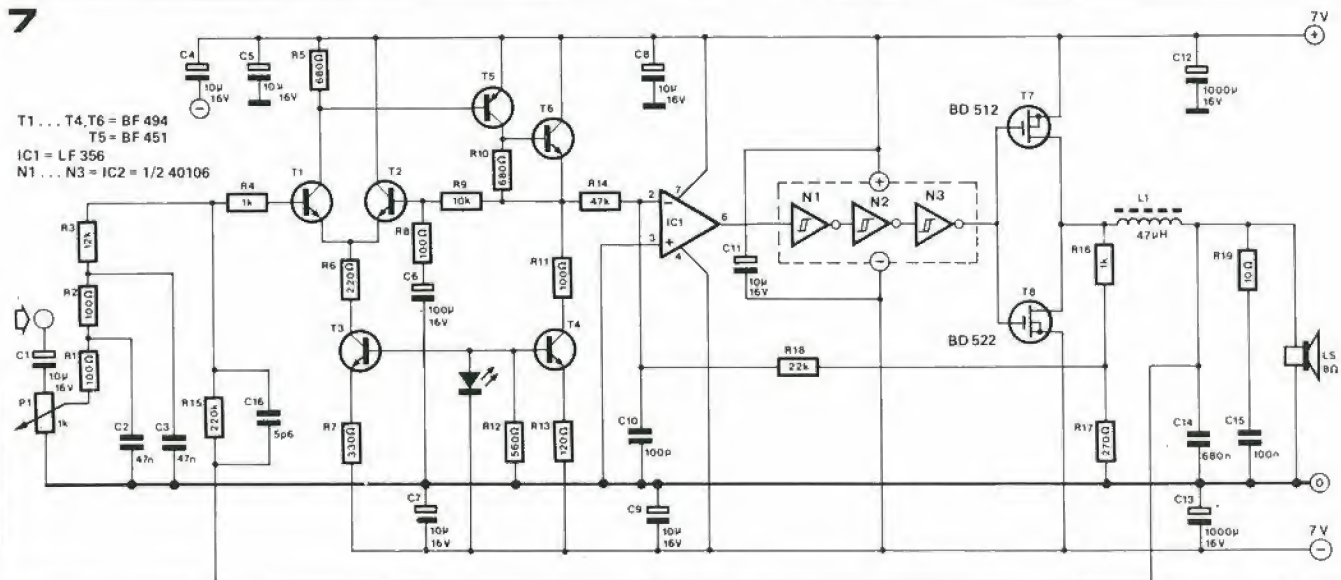 7
7V
+
C4
10µ
16V
−
C5
10µ
16V
R5
680Ω
T5
T6
R10
680Ω
C8
10µ
16V
C12
1000µ
16V
T7
BD 512
T1 ... T4,T6 = BF 494
T5 = BF 451
IC1 = LF 356
N1 ... N3 = IC2 = 1/2 40106
R4
1k
T1
T2
R9
10k
R14
47k
2
−
7
IC1
6
3
+
4
+
N1
N2
N3
−
C11
10µ
16V
L1
47µH
R3
12k
R2
100Ω
R1
100Ω
C1
10µ
16V
P1
1k
R6
220Ω
R8
100Ω
C6
100µ
16V
R11
100Ω
T3
T4
R16
1k
R19
10Ω
T8
BD 522
LS
8Ω
R18
22k
R15
220k
C16
5p6
C2
47n
C3
47n
R7
330Ω
R12
560Ω
R13
120Ω
C10
100p
R17
270Ω
C14
680n
C15
100n
0
C7
10µ
16V
C9
10µ
16V
C13
1000µ
16V
7V
−